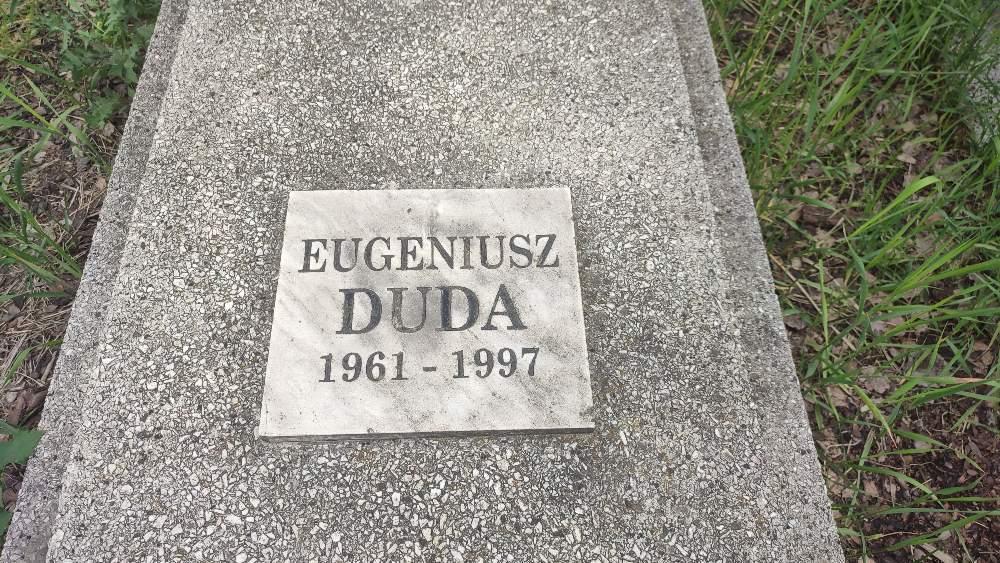 EUGENIUSZ
DUDA
1961 - 1997